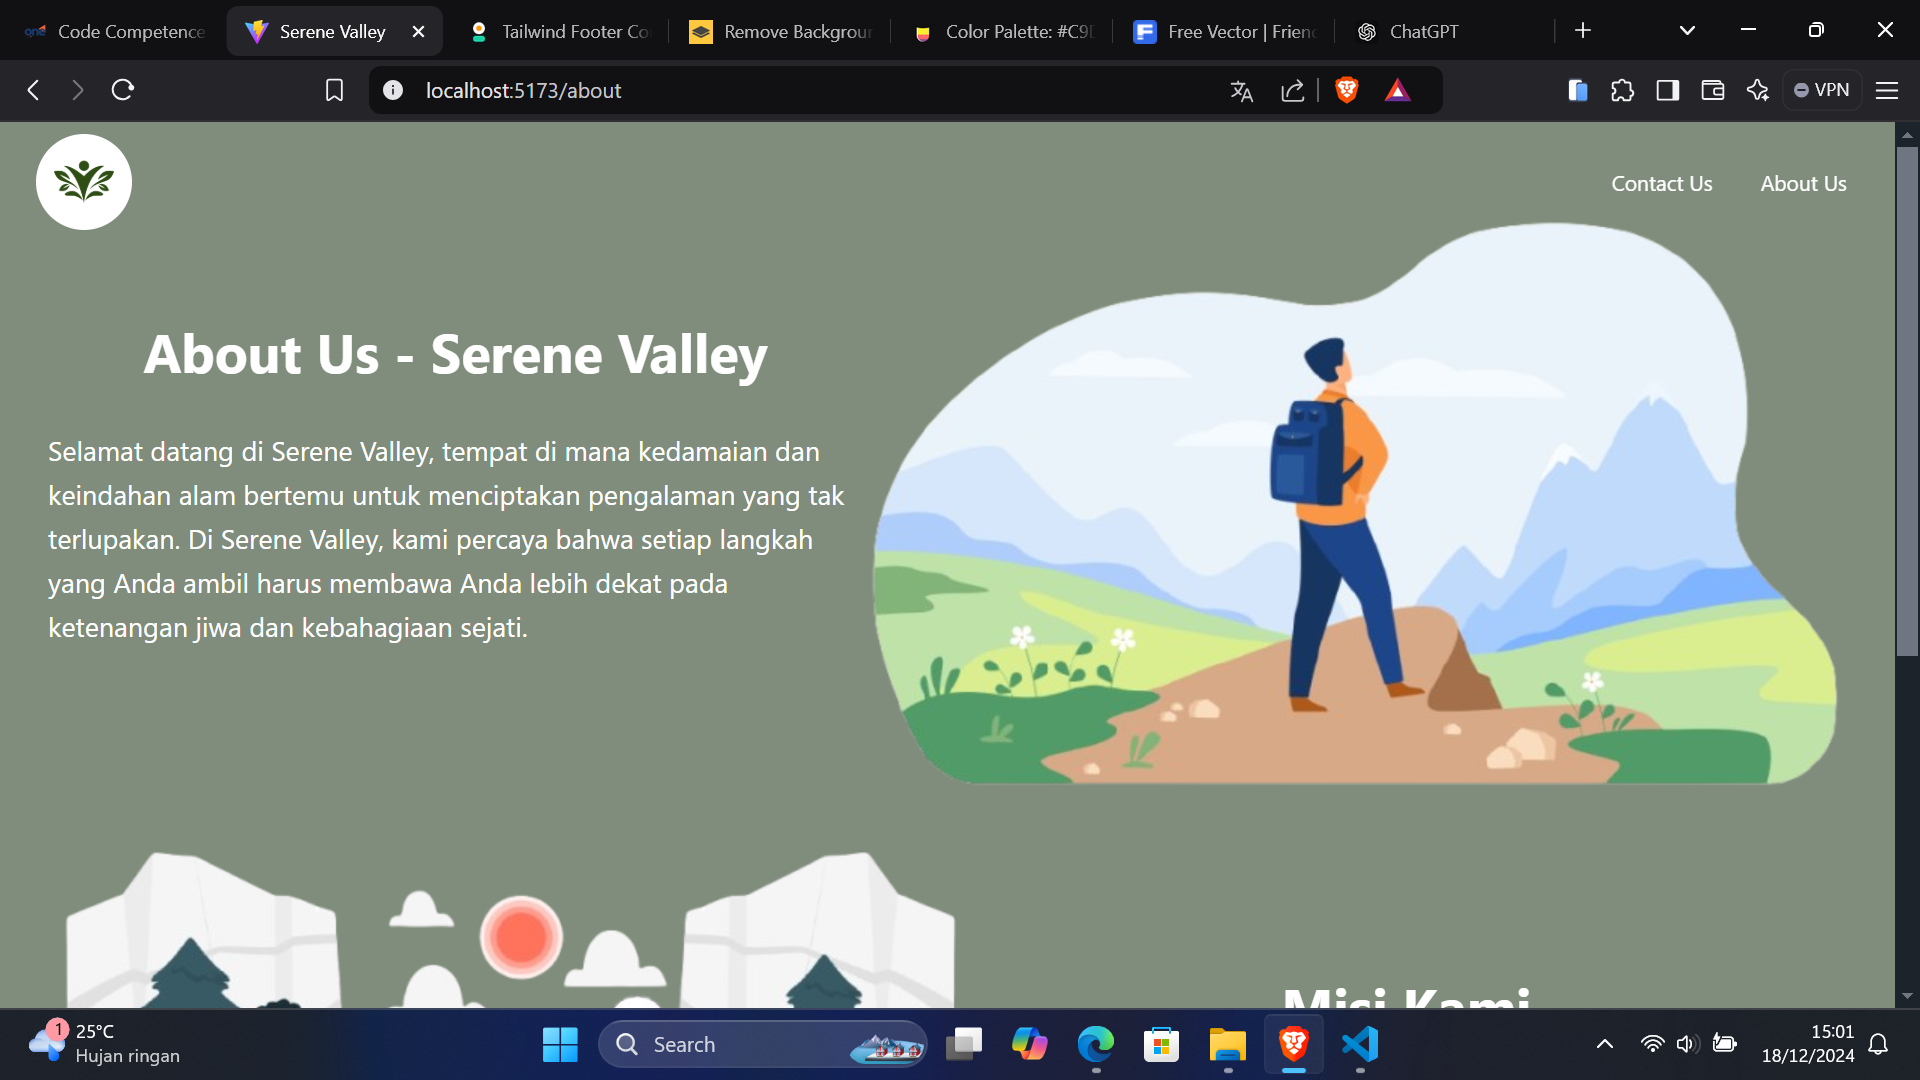 Code Competence
Serene Valley
Tailwind Footer Co
Remove Backgrour
Color Palette: #C9
Free Vector | Frien
ChatGPT
localhost:5173/about
VPN
Contact Us
About Us
About Us - Serene Valley
Selamat datang di Serene Valley, tempat di mana kedamaian dan
keindahan alam bertemu untuk menciptakan pengalaman yang tak
terlupakan. Di Serene Valley, kami percaya bahwa setiap langkah
yang Anda ambil harus membawa Anda lebih dekat pada
ketenangan jiwa dan kebahagiaan sejati.
Misi Kami
1
25°C
Hujan ringan
Search
15:01
18/12/2024